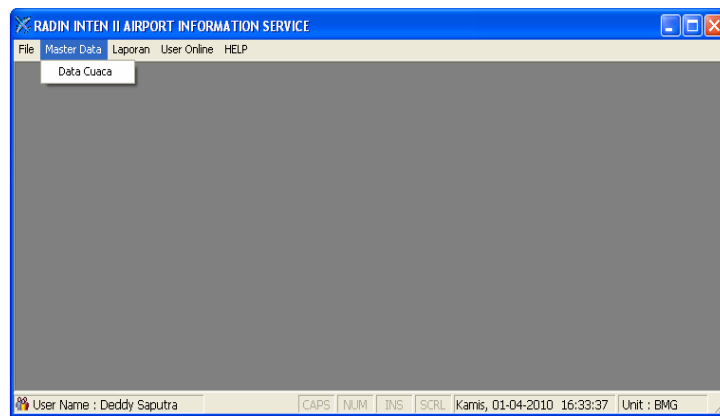 RADIN INTEN II AIRPORT INFORMATION SERVICE
File Master Data Laporan User Online HELP
Data Cuaca
User Name : Deddy Saputra CAPS NUM INS SCRL Kamis, 01-04-2010 16:33:37 Unit : BMG